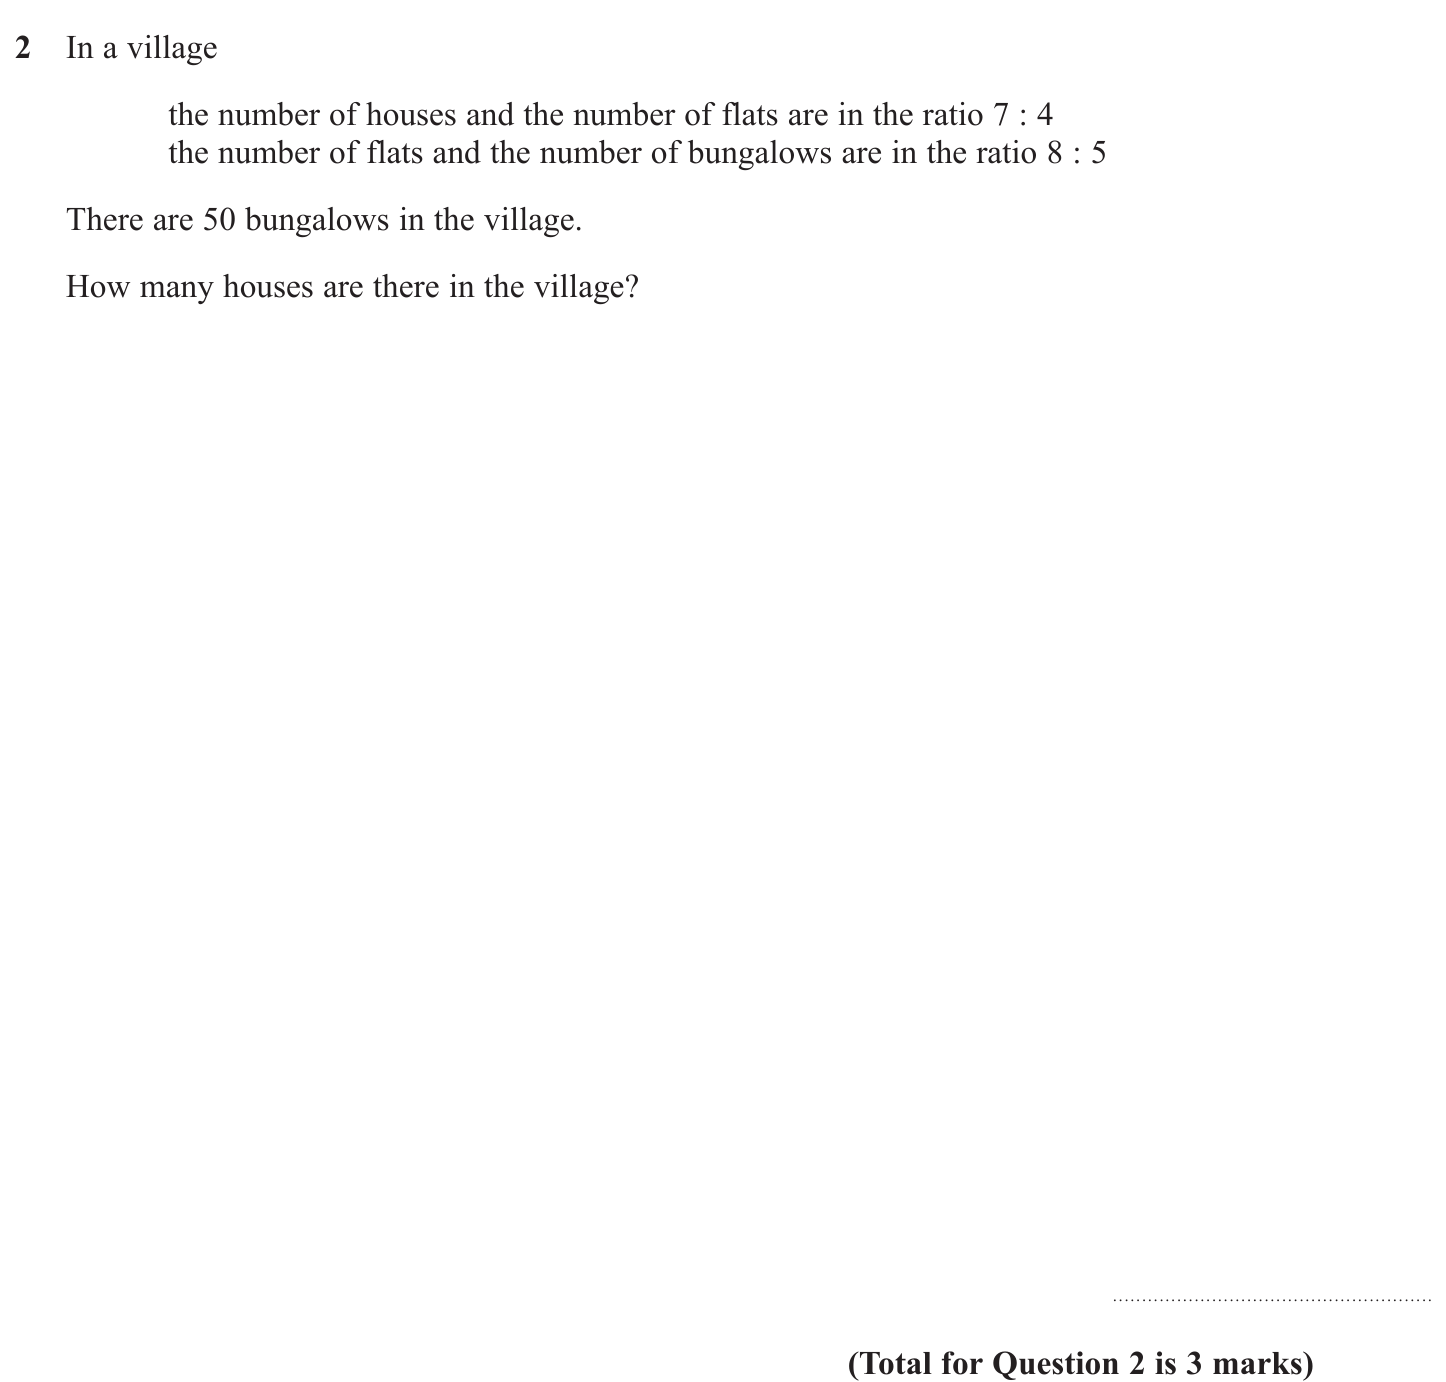 2 In a village
the number of houses and the number of flats are in the ratio 7 : 4
the number of flats and the number of bungalows are in the ratio 8 : 5
There are 50 bungalows in the village.
How many houses are there in the village?
.......................................................
(Total for Question 2 is 3 marks)